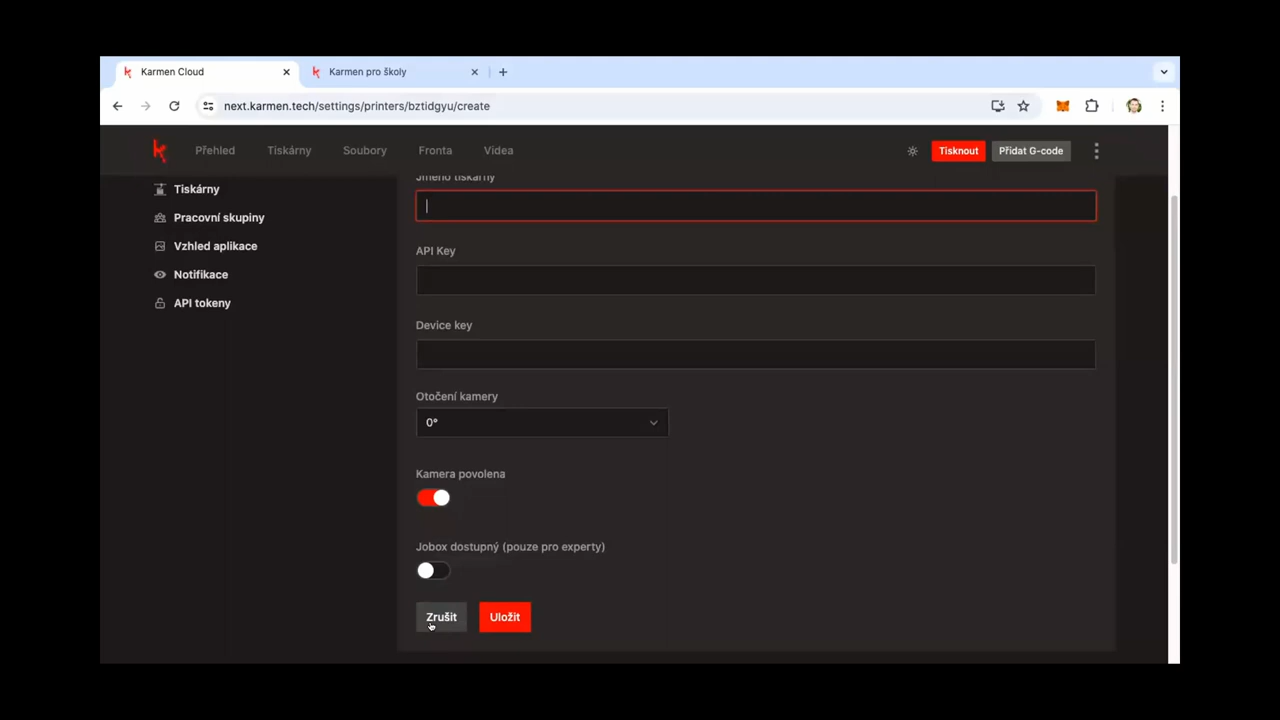 Karmen Cloud
Karmen pro školy
next.karmen.tech/settings/printers/bztidgyu/create
Přehled
Tiskárny
Soubory
Fronta
Videa
Tisknout
Přidat G-code
Tiskárny
Pracovní skupiny
Vzhled aplikace
Notifikace
API tokeny
Jméno tiskárny
API Key
Device key
Otočení kamery
0°
Kamera povolena
Jobox dostupný (pouze pro experty)
Zrušit
Uložit